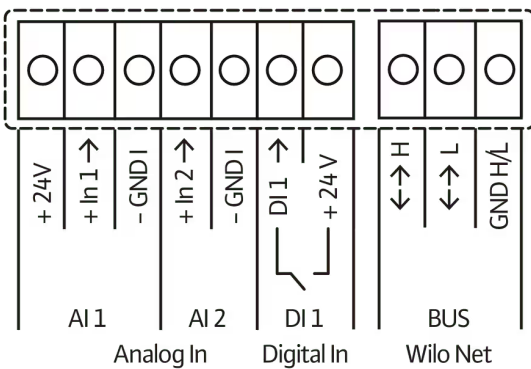 + 24V
+ In 1 →
– GND I
+ In 2 →
– GND I
DI 1 →
+ 24 V
↔ H
↔ L
GND H/L
AI 1 AI 2 DI 1 BUS
Analog In Digital In Wilo Net